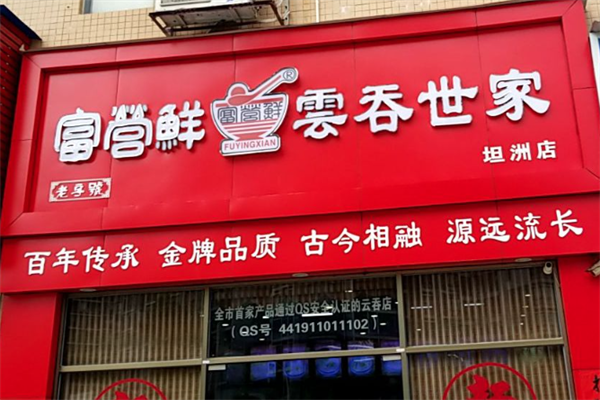 富營鮮 雲吞世家
富營鮮
®
FUYINGXIAN
坦洲店
老字號
百年传承 金牌品质 古今相融 源远流长
全市首家产品通过QS安全认证的云吞店
(QS号 441911011102)